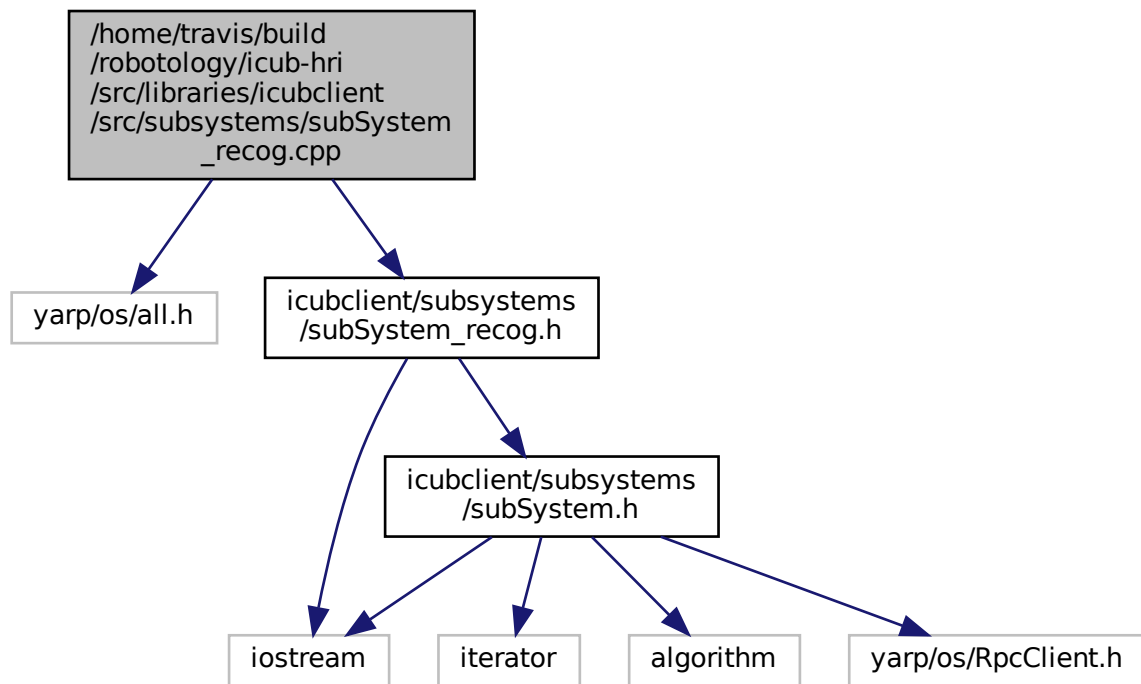 /home/travis/build
/robotology/icub-hri
/src/libraries/icubclient
/src/subsystems/subSystem
_recog.cpp
yarp/os/all.h
icubclient/subsystems
/subSystem_recog.h
icubclient/subsystems
/subSystem.h
iostream
iterator
algorithm
yarp/os/RpcClient.h